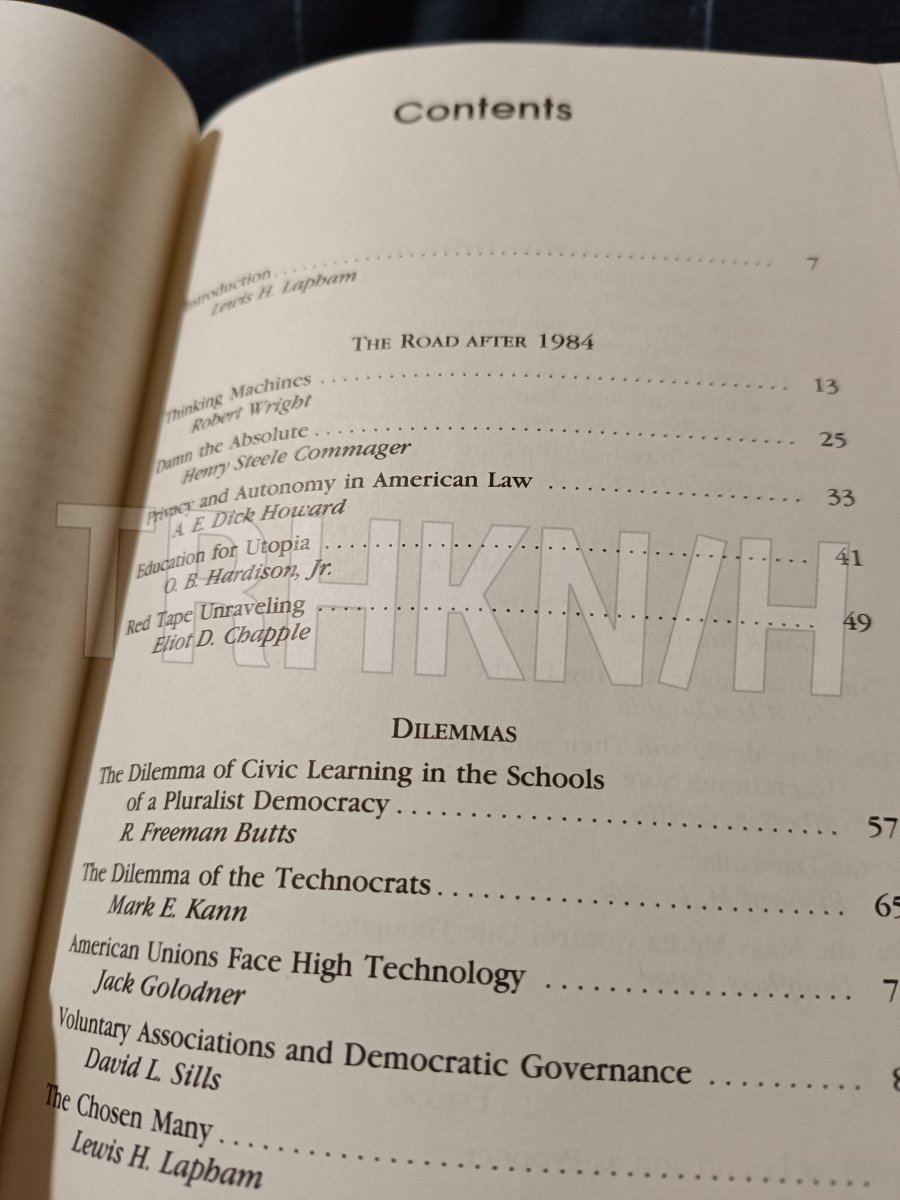 Contents
Introduction . . . . . . . . . . . . . . . . . . . . . . . . . . . . . . . . . . . . 7
Lewis H. Lapham
THE ROAD AFTER 1984
Thinking Machines . . . . . . . . . . . . . . . . . . . . . . . . . . . . . . . . . . 13
Robert Wright
Damn the Absolute . . . . . . . . . . . . . . . . . . . . . . . . . . . . . . . . . . 25
Henry Steele Commager
Privacy and Autonomy in American Law . . . . . . . . . . . . . . . . . . 33
A. E. Dick Howard
Education for Utopia . . . . . . . . . . . . . . . . . . . . . . . . . . . . . . . . 41
O. B. Hardison, Jr.
Red Tape Unraveling . . . . . . . . . . . . . . . . . . . . . . . . . . . . . . . . 49
Eliot D. Chapple
TRHKN/H
DILEMMAS
The Dilemma of Civic Learning in the Schools
of a Pluralist Democracy . . . . . . . . . . . . . . . . . . . . . . . . . . . . 57
R. Freeman Butts
The Dilemma of the Technocrats . . . . . . . . . . . . . . . . . . . . . . . . 65
Mark E. Kann
American Unions Face High Technology . . . . . . . . . . . . . . . . . . 7
Jack Golodner
Voluntary Associations and Democratic Governance . . . . . . . . . . 8
David L. Sills
The Chosen Many . . . . . . . . . . . . . . . . . . . . . . . . . . . . . . . . . .
Lewis H. Lapham